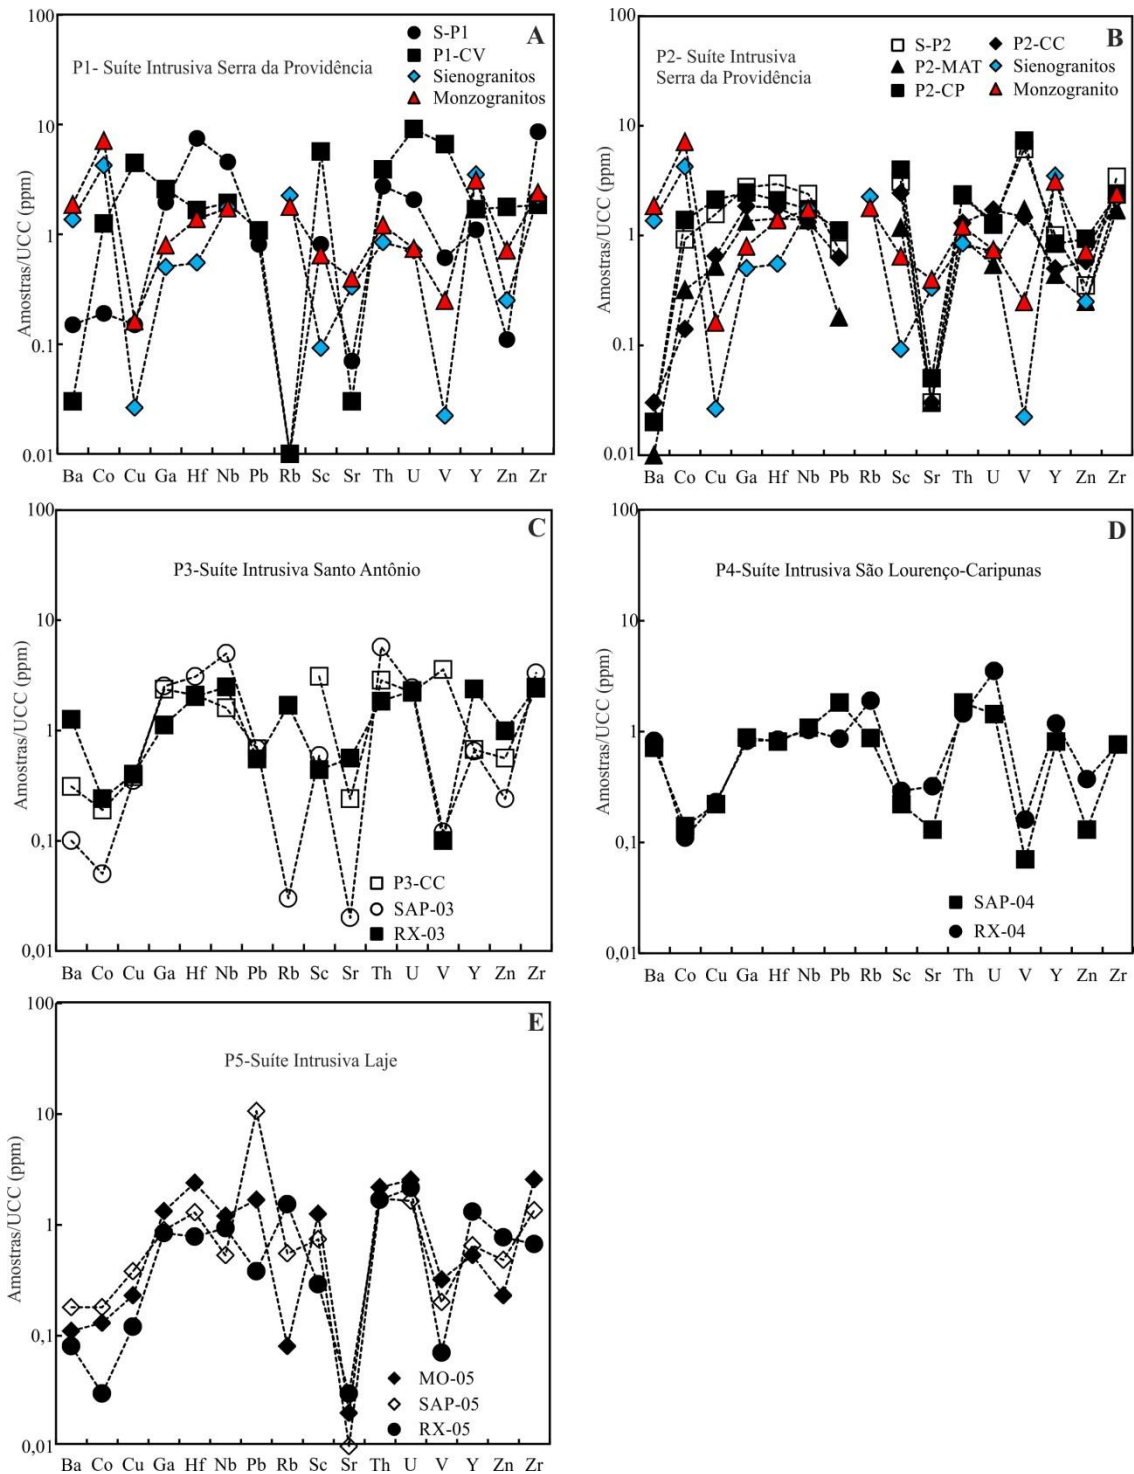 A
P1- Suíte Intrusiva Serra da Providência
S-P1
P1-CV
Sienogranitos
Monzogranitos
Amostras/UCC (ppm)
100
10
1
0.1
0.01
Ba Co Cu Ga Hf Nb Pb Rb Sc Sr Th U V Y Zn Zr
B
P2- Suíte Intrusiva
Serra da Providência
S-P2
P2-MAT
P2-CP
P2-CC
Sienogranitos
Monzogranito
Amostras/UCC (ppm)
100
10
1
0.1
0.01
Ba Co Cu Ga Hf Nb Pb Rb Sc Sr Th U V Y Zn Zr
C
P3-Suíte Intrusiva Santo Antônio
Amostras/UCC (ppm)
100
10
1
0,1
0,01
P3-CC
SAP-03
RX-03
Ba Co Cu Ga Hf Nb Pb Rb Sc Sr Th U V Y Zn Zr
D
P4-Suíte Intrusiva São Lourenço-Caripunas
Amostras/UCC (ppm)
100
10
1
0,1
0,01
SAP-04
RX-04
Ba Co Cu Ga Hf Nb Pb Rb Sc Sr Th U V Y Zn Zr
E
P5-Suíte Intrusiva Laje
Amostras/UCC (ppm)
100
10
1
0,1
0,01
MO-05
SAP-05
RX-05
Ba Co Cu Ga Hf Nb Pb Rb Sc Sr Th U V Y Zn Zr